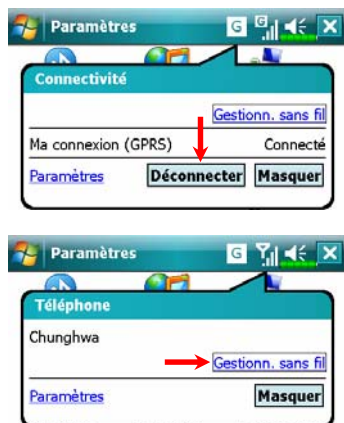 Paramètres G G
Connectivité
Gestionn. sans fil
Ma connexion (GPRS) Connecté
Paramètres Déconnecter Masquer
Paramètres G
Téléphone
Chunghwa
Gestionn. sans fil
Paramètres Masquer